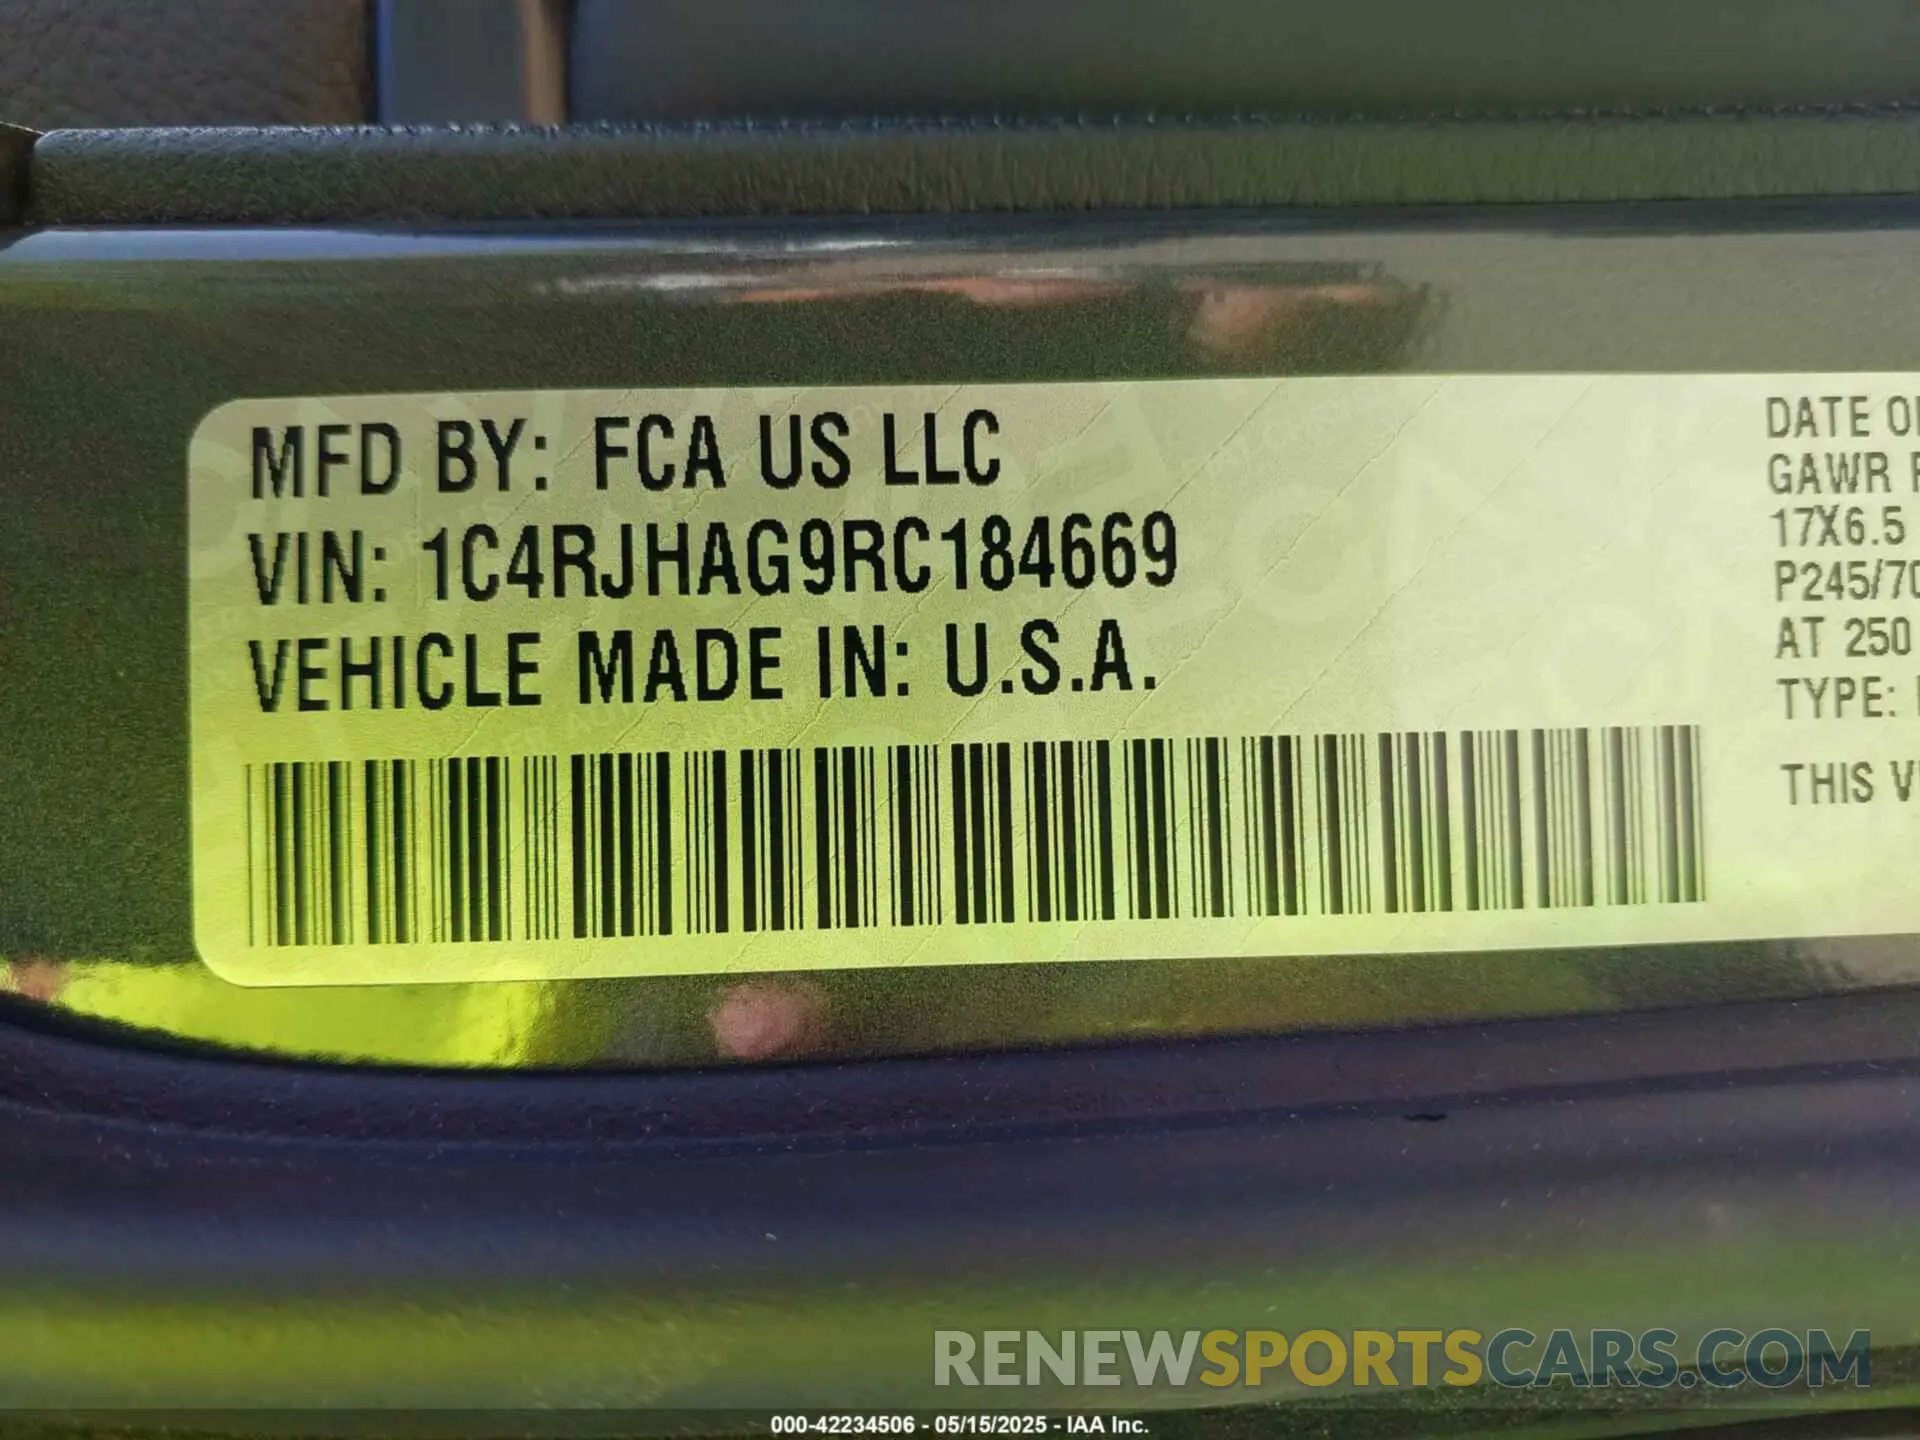 MFD BY: FCA US LLC
VIN: 1C4RJHAG9RC184669
VEHICLE MADE IN: U.S.A.
DATE
GAWR
17X6.5
P245/70
AT 250
TYPE:
THIS
RENEWSPORTSCARS.COM
000-42234506 - 05/15/2025 - IAA Inc.